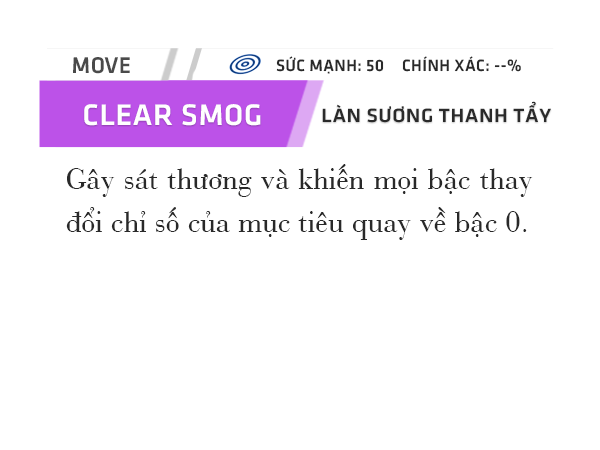 MOVE SỨC MẠNH: 50 CHÍNH XÁC: --%
CLEAR SMOG LÀN SƯƠNG THANH TẨY
Gây sát thương và khiến mọi bậc thay
đổi chỉ số của mục tiêu quay về bậc 0.